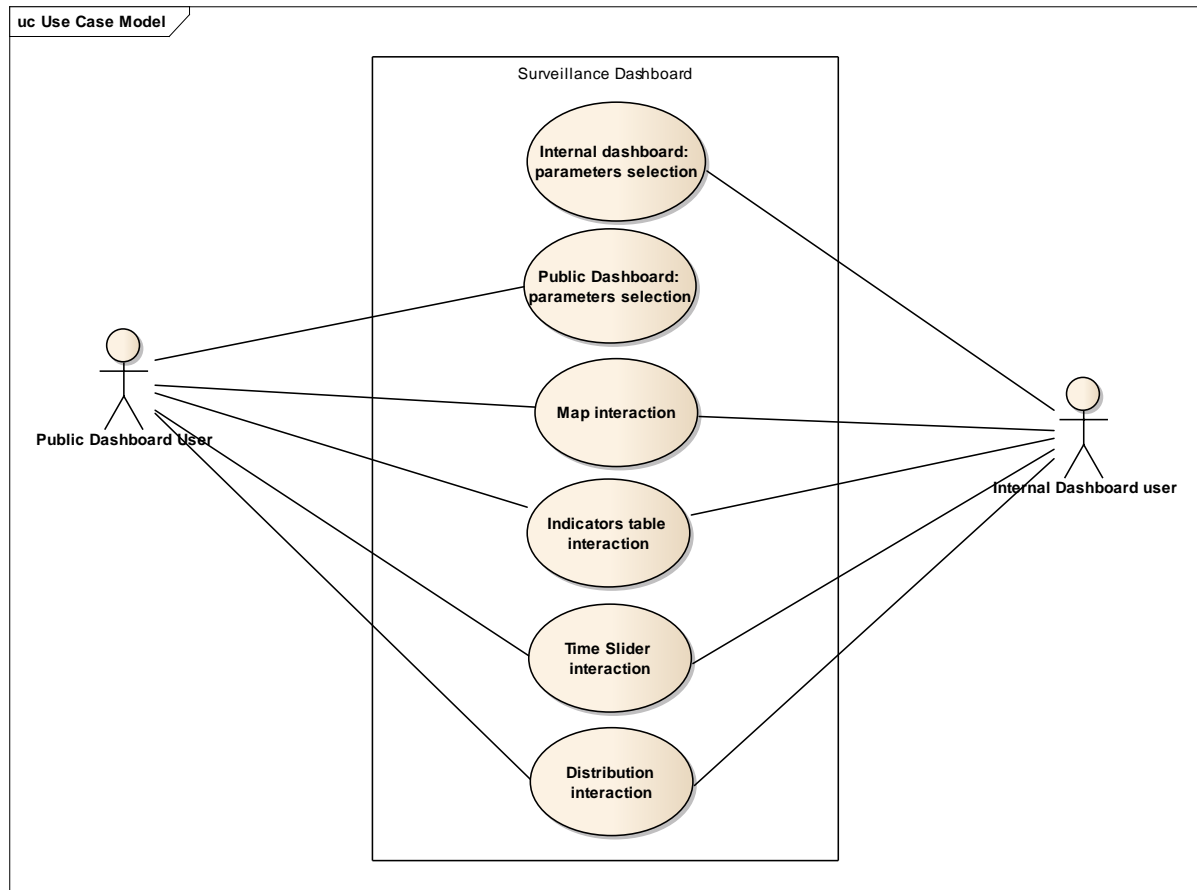 uc Use Case Model
Surveillance Dashboard
Internal dashboard:
parameters selection
Public Dashboard:
parameters selection
Map interaction
Public Dashboard User
Internal Dashboard user
Indicators table
interaction
Time Slider
interaction
Distribution
interaction